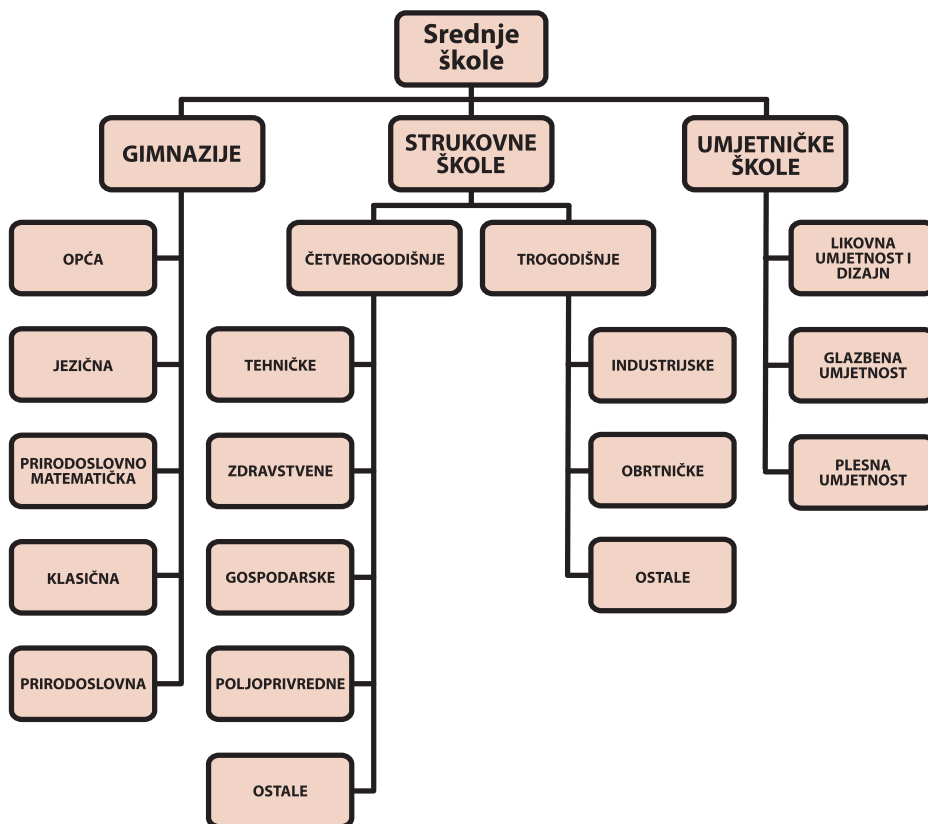 Srednje
škole
GIMNAZIJE
STRUKOVNE
ŠKOLE
UMJETNIČKE
ŠKOLE
OPĆA
ČETVEROGODIŠNJE
TROGODIŠNJE
LIKOVNA
UMJETNOST I
DIZAJN
JEZIČNA
TEHNIČKE
INDUSTRIJSKE
GLAZBENA
UMJETNOST
PRIRODOSLOVNO
MATEMATIČKA
ZDRAVSTVENE
OBRTNIČKE
PLESNA
UMJETNOST
KLASIČNA
GOSPODARSKE
OSTALE
PRIRODOSLOVNA
POLJOPRIVREDNE
OSTALE